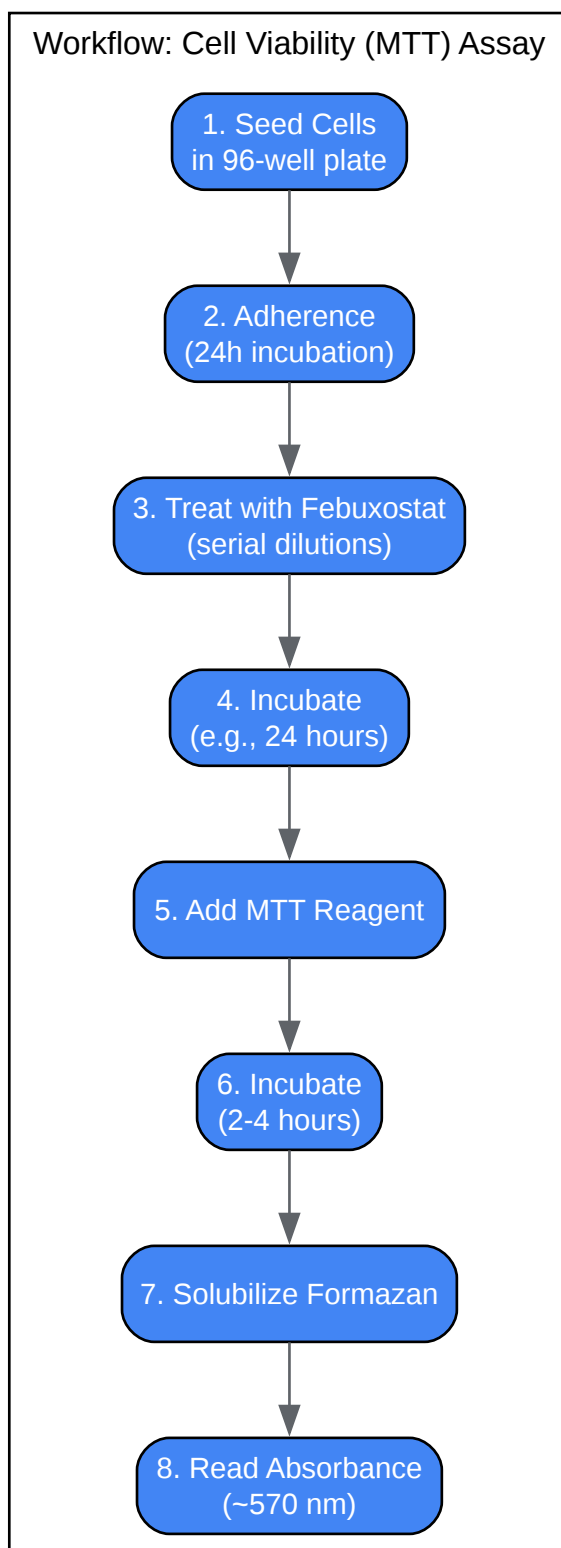 Workflow: Cell Viability (MTT) Assay
1. Seed Cells
in 96-well plate
2. Adherence
(24h incubation)
3. Treat with Febuxostat
(serial dilutions)
4. Incubate
(e.g., 24 hours)
5. Add MTT Reagent
6. Incubate
(2-4 hours)
7. Solubilize Formazan
8. Read Absorbance
(~570 nm)